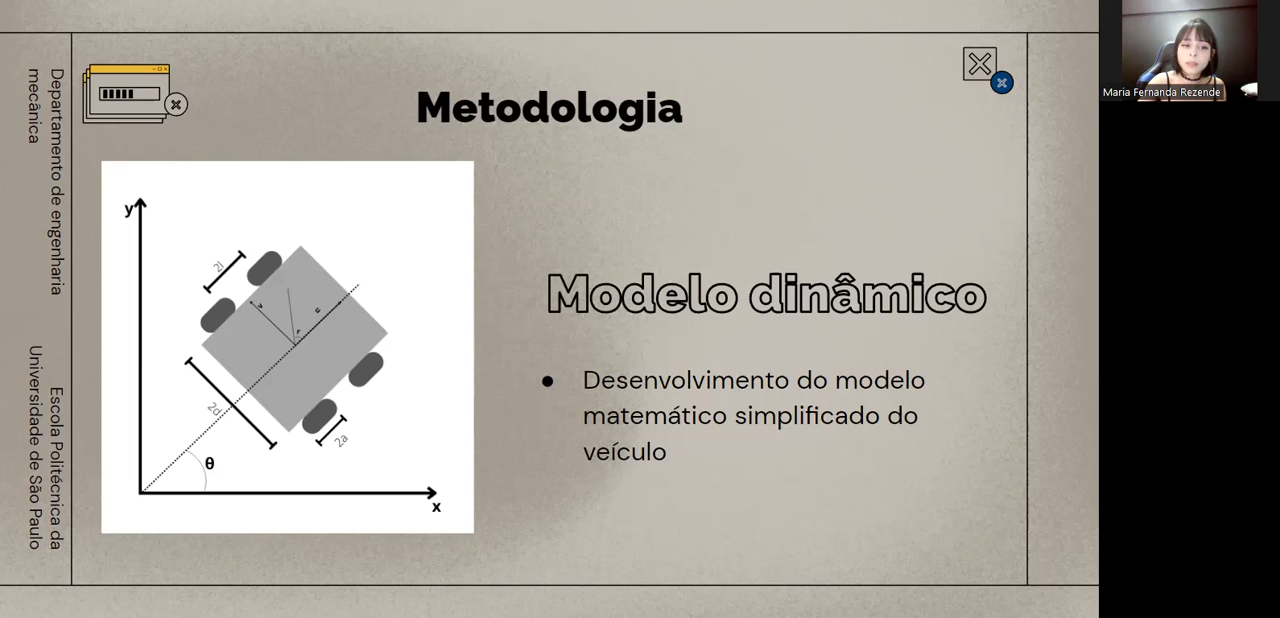 Departamento de engenharia
mecânica
Escola Politécnica da
Universidade de São Paulo
Metodologia
y
2l
v
u
r
2d
2a
θ
x
Modelo dinâmico
● Desenvolvimento do modelo
matemático simplificado do
veículo
Maria Fernanda Rezende